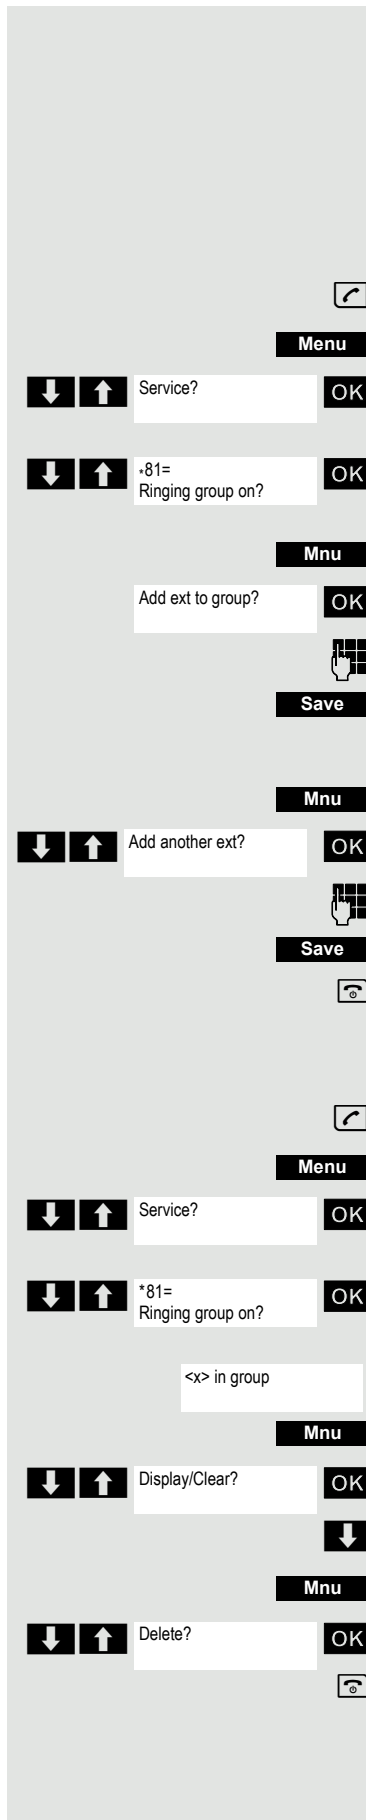 Menu
Service? OK
*81=
Ringing group on? OK
Mnu
Add ext to group? OK
Save
Mnu
Add another ext? OK
Save
Menu
Service? OK
*81=
Ringing group on? OK
<x> in group
Mnu
Display/Clear? OK
Mnu
Delete? OK